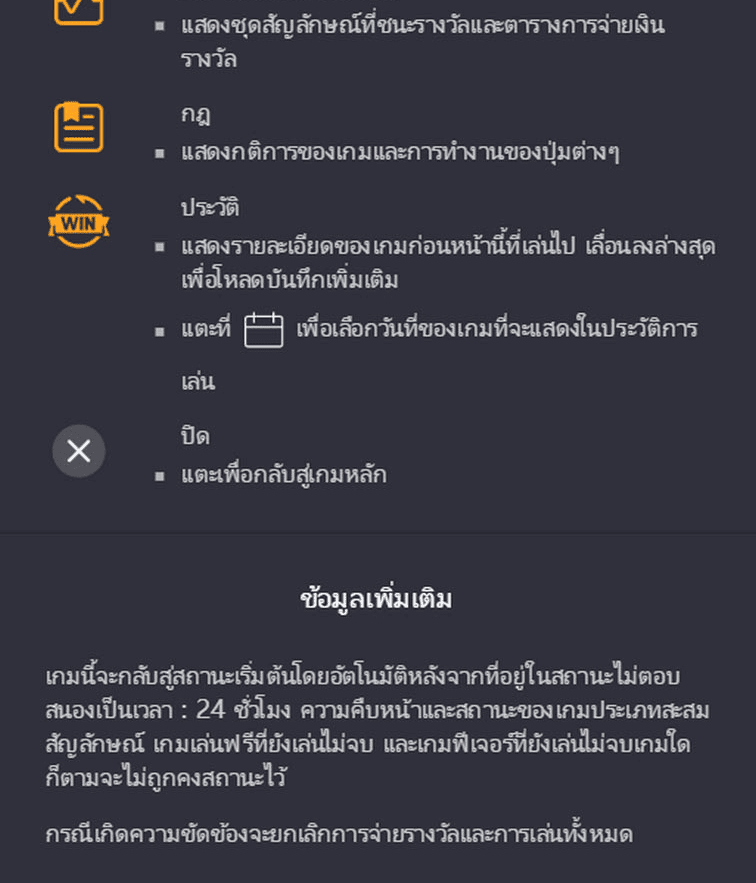 แสดงชุดสัญลักษณ์ที่ชนะรางวัลและตารางการจ่ายเงิน
รางวัล
กฎ
แสดงกติการของเกมและการทำงานของปุ่มต่างๆ
WIN
ประวัติ
แสดงรายละเอียดของเกมก่อนหน้านี้ที่เล่นไป เลื่อนลงล่างสุด
เพื่อโหลดบันทึกเพิ่มเติม
แตะที่ เพื่อเลือกวันที่ของเกมที่จะแสดงในประวัติการ
เล่น
ปิด
แตะเพื่อกลับสู่เกมหลัก
ข้อมูลเพิ่มเติม
เกมนี้จะกลับสู่สถานะเริ่มต้นโดยอัตโนมัติหลังจากที่อยู่ในสถานะไม่ตอบ
สนองเป็นเวลา : 24 ชั่วโมง ความคืบหน้าและสถานะของเกมประเภทสะสม
สัญลักษณ์ เกมเล่นฟรีที่ยังเล่นไม่จบ และเกมฟีเจอร์ที่ยังเล่นไม่จบเกมใด
ก็ตามจะไม่ถูกคงสถานะไว้
กรณีเกิดความขัดข้องจะยกเลิกการจ่ายรางวัลและการเล่นทั้งหมด